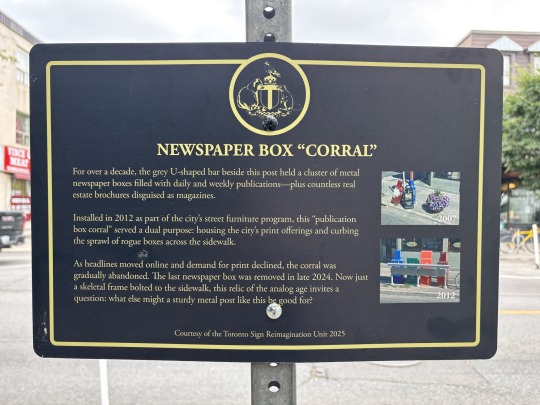 NEWSPAPER BOX “CORRAL”
For over a decade, the grey U-shaped bar beside this post held a cluster of metal
newspaper boxes filled with daily and weekly publications—plus countless real
estate brochures disguised as magazines.
Installed in 2012 as part of the city’s street furniture program, this “publication
box corral” served a dual purpose: housing the city’s print offerings and curbing
the sprawl of rogue boxes across the sidewalk.
As headlines moved online and demand for print declined, the corral was
gradually abandoned. The last newspaper box was removed in late 2024. Now just
a skeletal frame bolted to the sidewalk, this relic of the analog age invites a
question: what else might a sturdy metal post like this be good for?
2007
2012
Courtesy of the Toronto Sign Reimagination Unit 2025
VINCE
MEAT